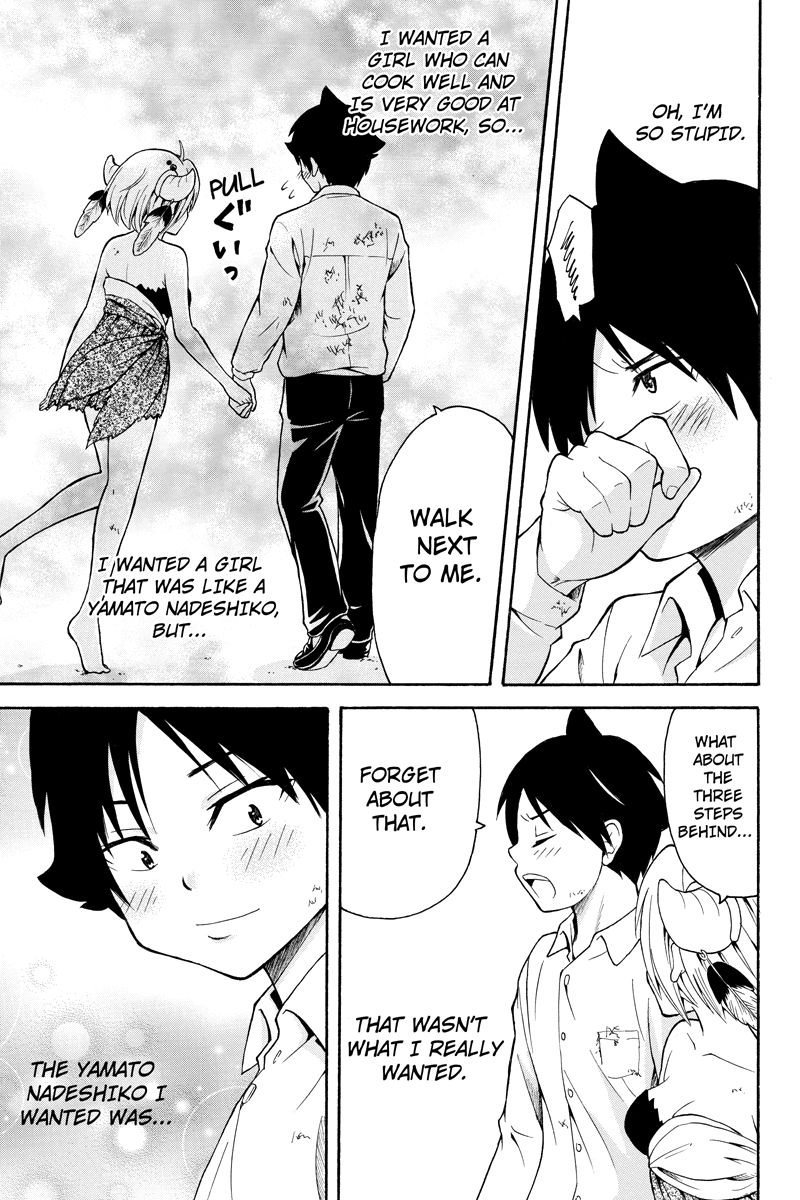 OH, I'M
SO STUPID.
I WANTED A
GIRL WHO CAN
COOK WELL AND
IS VERY GOOD AT
HOUSEWORK, SO...
PULL
ぐいっ
I WANTED A GIRL
THAT WAS LIKE A
YAMATO NADESHIKO,
BUT...
WALK
NEXT
TO ME.
WHAT
ABOUT
THE
THREE
STEPS
BEHIND...
FORGET
ABOUT
THAT.
THAT WASN'T
WHAT I REALLY
WANTED.
THE YAMATO
NADESHIKO I
WANTED WAS...